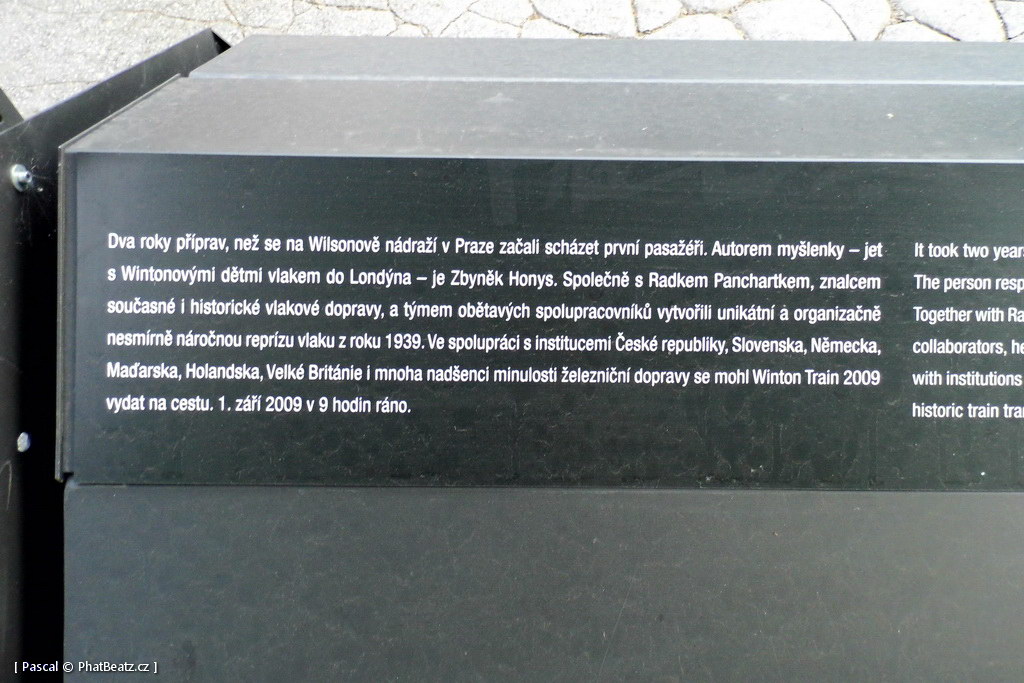 Dva roky příprav, než se na Wilsonově nádraží v Praze začali scházet první pasažéři. Autorem myšlenky – jet
s Wintonovými dětmi vlakem do Londýna – je Zbyněk Honys. Společně s Radkem Panchartkem, znalcem
současné i historické vlakové dopravy, a týmem obětavých spolupracovníků vytvořili unikátní a organizačně
nesmírně náročnou reprízu vlaku z roku 1939. Ve spolupráci s institucemi České republiky, Slovenska, Německa,
Maďarska, Holandska, Velké Británie i mnoha nadšenci minulosti železniční dopravy se mohl Winton Train 2009
vydat na cestu. 1. září 2009 v 9 hodin ráno.
It took two years
The person resp
Together with Ra
collaborators, he
with institutions
historic train tra
[ Pascal © PhatBeatz.cz ]